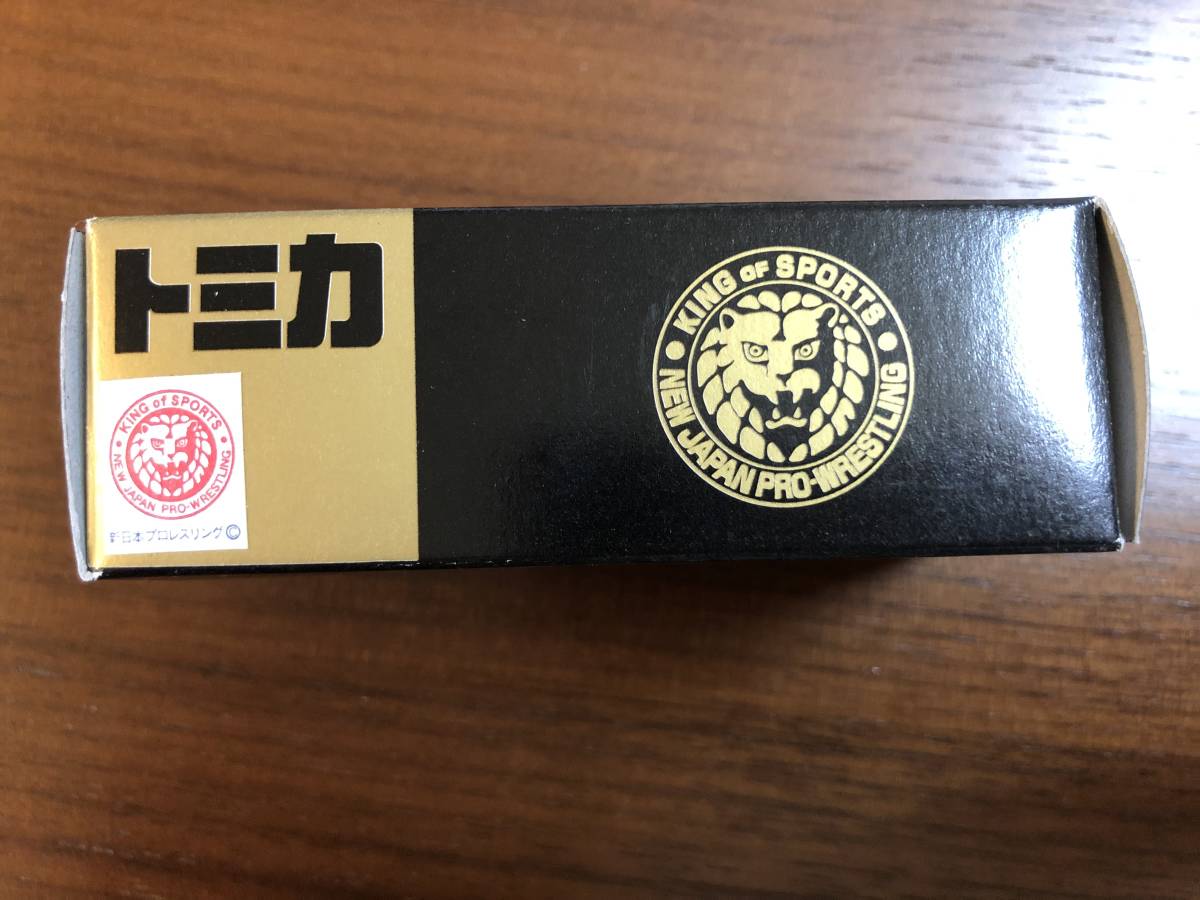 トミカ
KING of SPORTS
NEW JAPAN PRO-WRESTLING
新日本プロレスリング©
KING OF SPORTS
NEW JAPAN PRO-WRESTLING